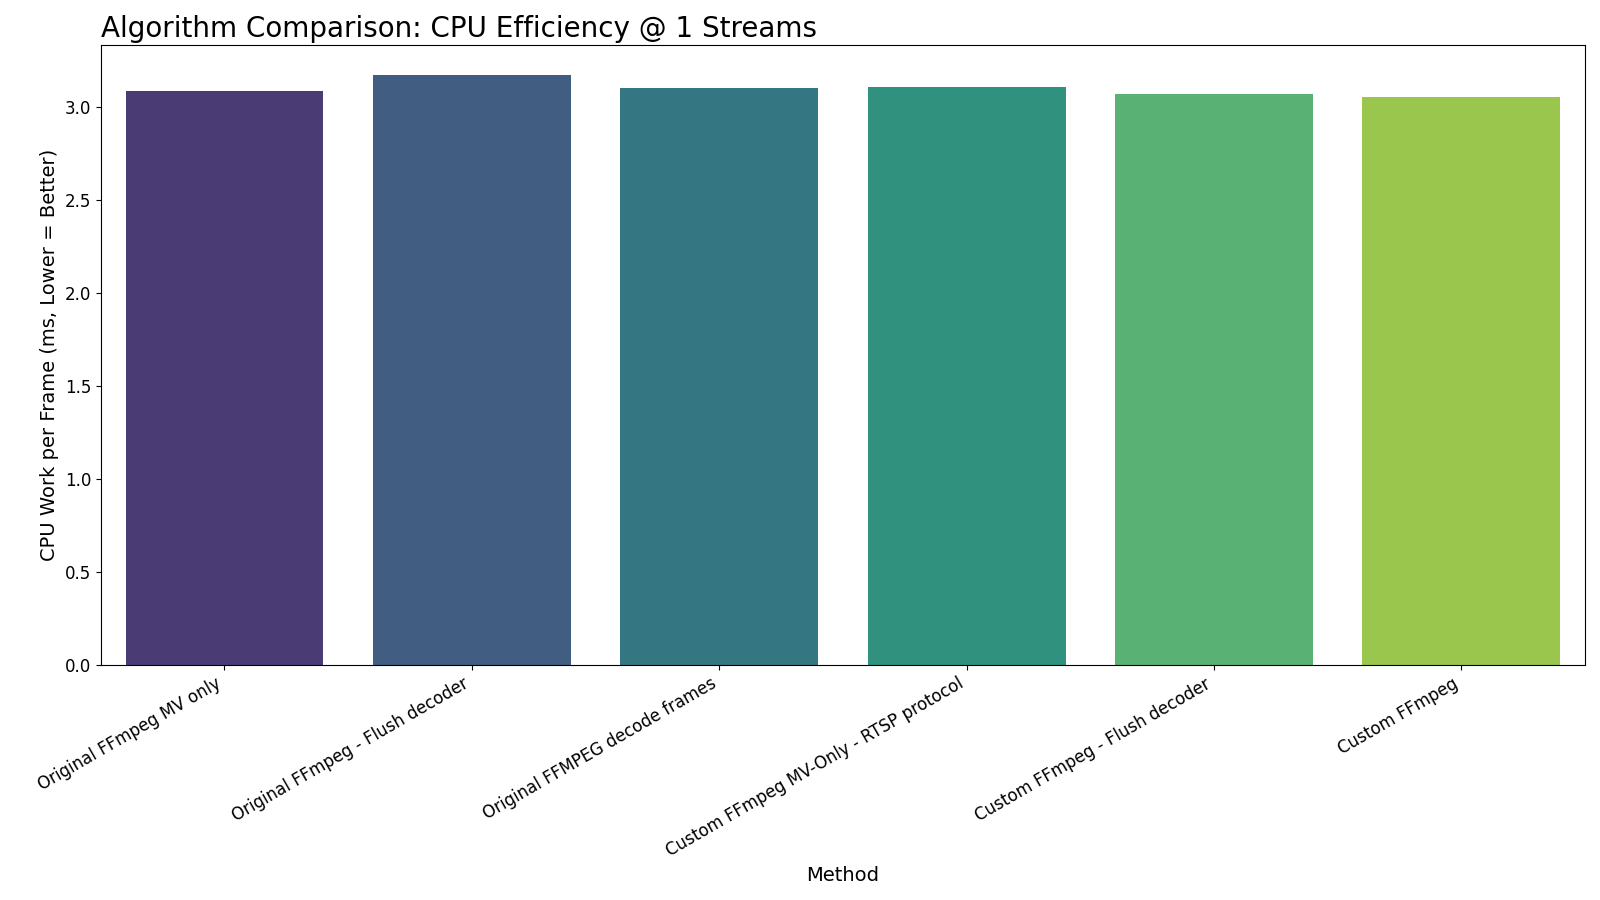 Algorithm Comparison: CPU Efficiency @ 1 Streams
CPU Work per Frame (ms, Lower = Better)
3.0
2.5
2.0
1.5
1.0
0.5
0.0
Original FFmpeg MV only
Original FFmpeg - Flush decoder
Original FFMPEG decode frames
Custom FFmpeg MV-Only - RTSP protocol
Custom FFmpeg - Flush decoder
Custom FFmpeg
Method